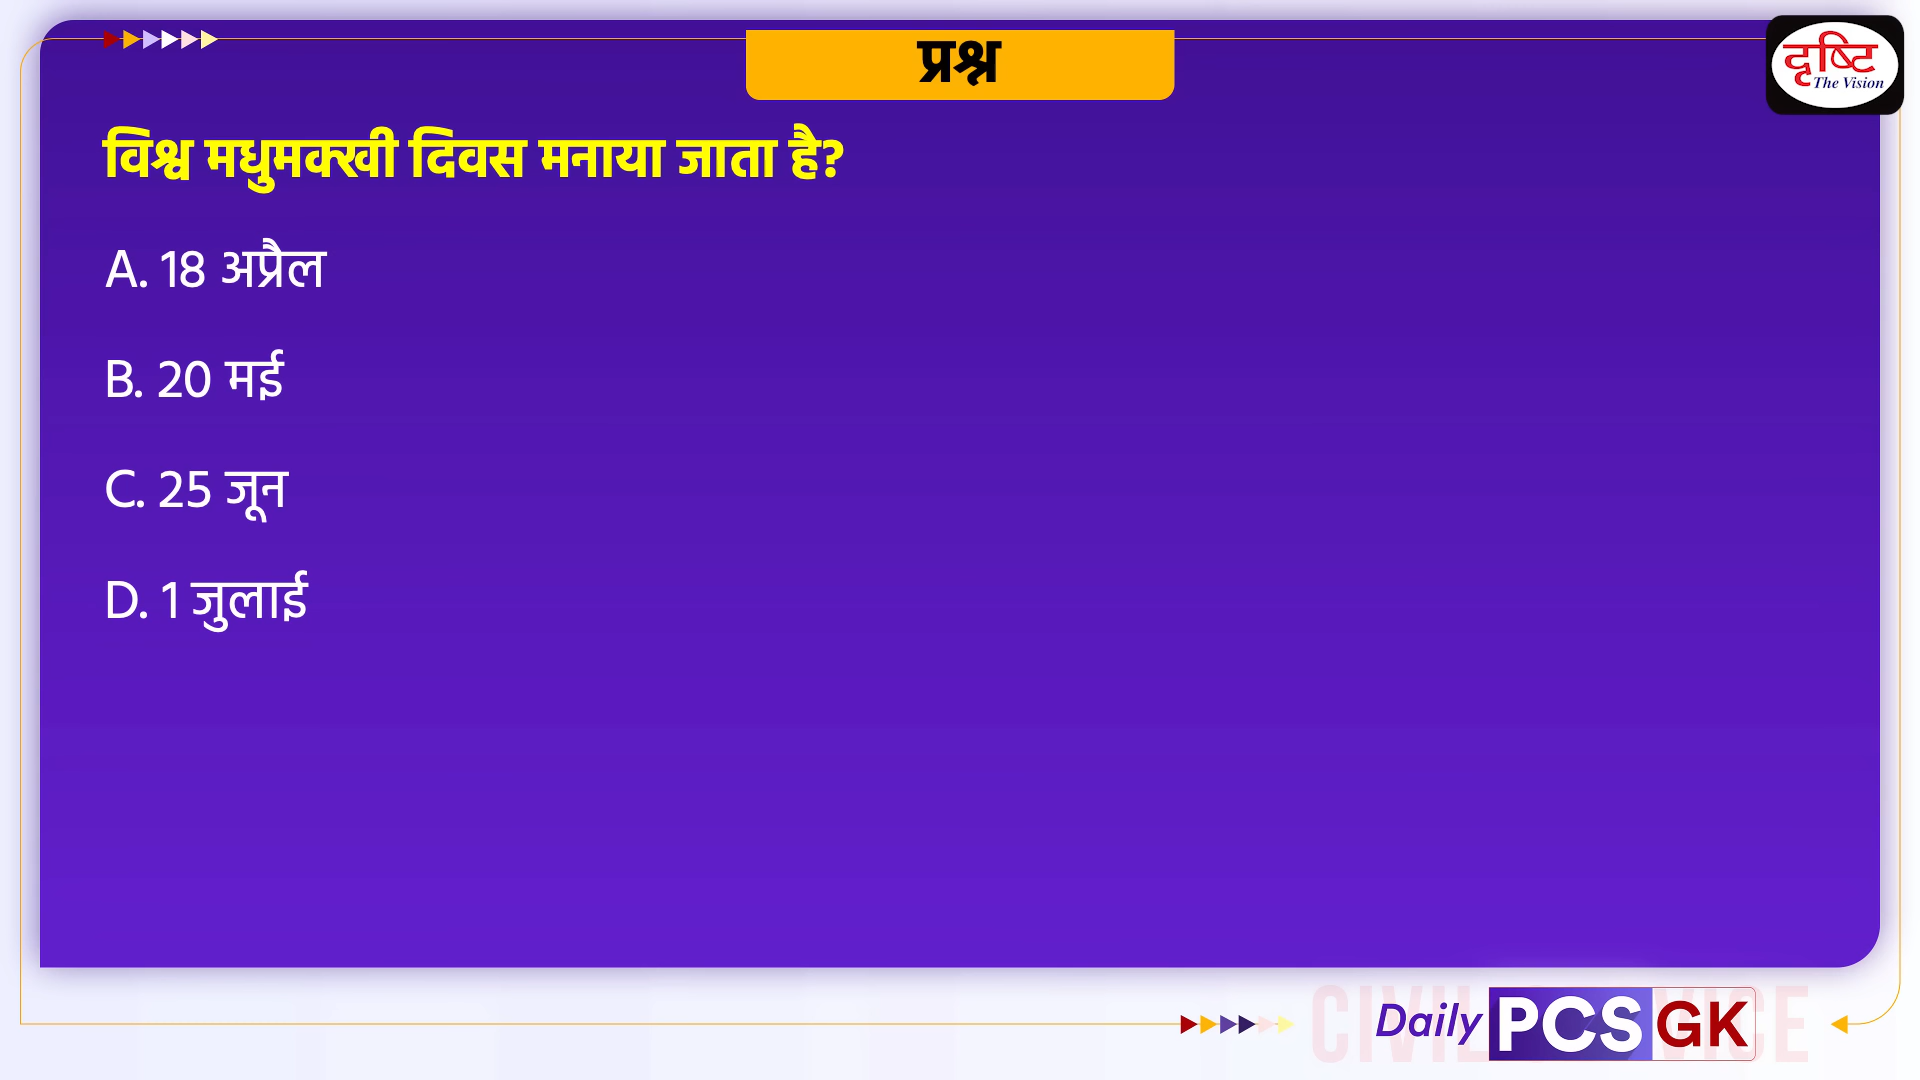 प्रश्न
दृष्टि
The Vision
विश्व मधुमक्खी दिवस मनाया जाता है?
A. 18 अप्रैल
B. 20 मई
C. 25 जून
D. 1 जुलाई
Daily PCS GK